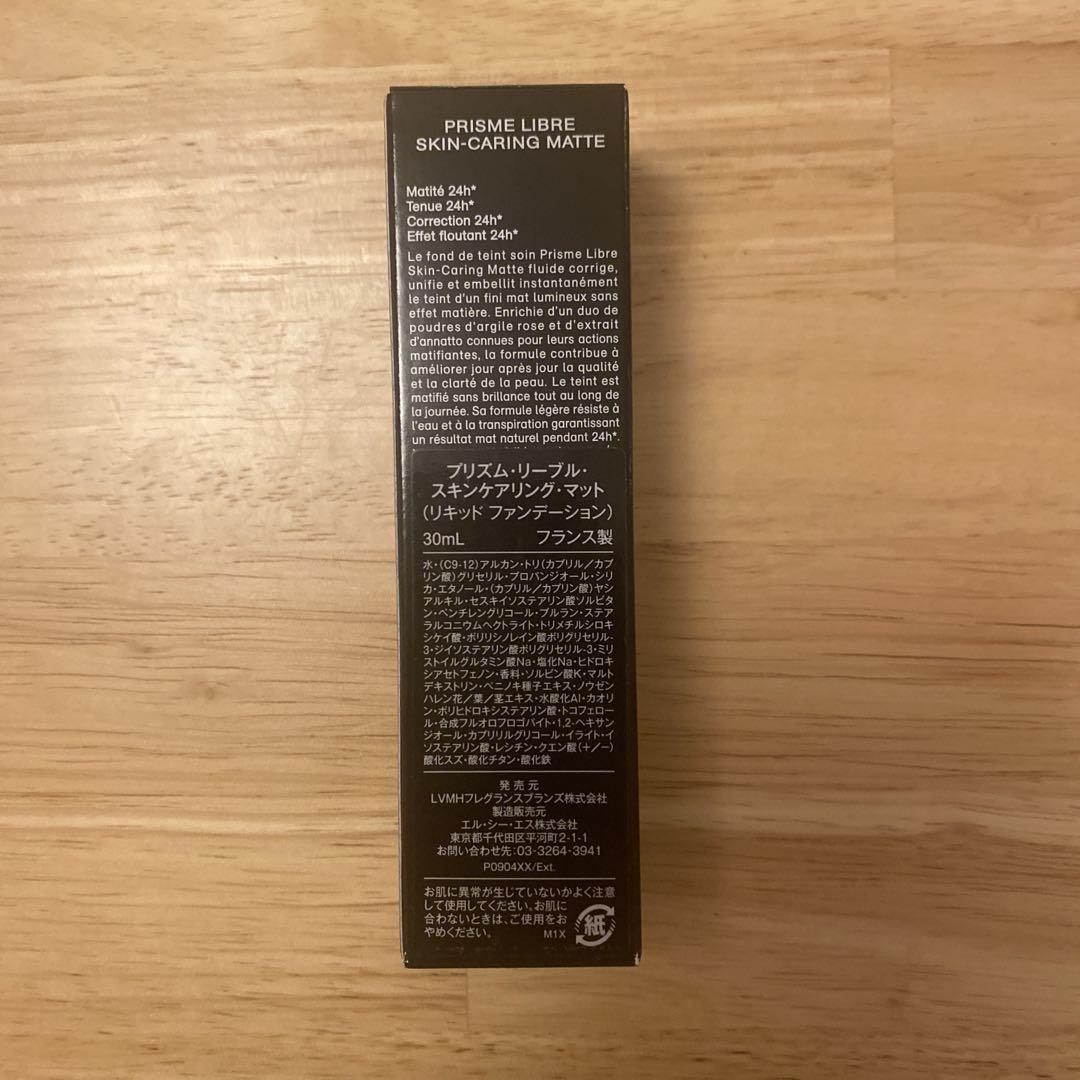 PRISME LIBRE
SKIN-CARING MATTE
Matité 24h*
Tenue 24h*
Correction 24h*
Effet floutant 24h*
Le fond de teint soin Prisme Libre
Skin-Caring Matte fluide corrige,
unifie et embellit instantanément
le teint d'un fini mat lumineux sans
effet matière. Enrichie d'un duo de
poudres d'argile rose et d'extrait
d'annatto connues pour leurs actions
matifiantes, la formule contribue à
améliorer jour après jour la qualité
et la clarté de la peau. Le teint est
matifié sans brillance tout au long de
la journée. Sa formule légère résiste à
l'eau et à la transpiration garantissant
un résultat mat naturel pendant 24h*.
プリズム・リーブル・
スキンケアリング・マット
(リキッド ファンデーション)
30mL フランス製
水・(C9-12)アルカン・トリ(カプリル/カプ
リン酸)グリセリル・プロパンジオール・シリ
カ・エタノール・(カプリル/カプリン酸)ヤシ
アルキル・セスキイソステアリン酸ソルビタ
ン・ペンチレングリコール・プルラン・ステア
ラルコニウムヘクトライト・トリメチルシロキ
シケイ酸・ポリリシノレイン酸ポリグリセリル-
3・ジイソステアリン酸ポリグリセリル-3・ミリ
ストイルグルタミン酸Na・塩化Na・ヒドロキ
シアセトフェノン・香料・ソルビン酸K・マルト
デキストリン・ベニノキ種子エキス・ノウゼン
ハレン花/葉/茎エキス・水酸化Al・カオリ
ン・ポリヒドロキシステアリン酸・トコフェロー
ル・合成フルオロフロゴパイト・1,2-ヘキサン
ジオール・カプリリルグリコール・イライト・イ
ソステアリン酸・レシチン・クエン酸(+/-)
酸化スズ・酸化チタン・酸化鉄
発売元
LVMHフレグランスブランズ株式会社
製造販売元
エル・シー・エス株式会社
東京都千代田区平河町2-1-1
お問い合わせ先:03-3264-3941
P0904XX/Ext.
お肌に異常が生じていないかよく注意
して使用してください。お肌に
合わないときは、ご使用をお
やめください。 M1X
紙